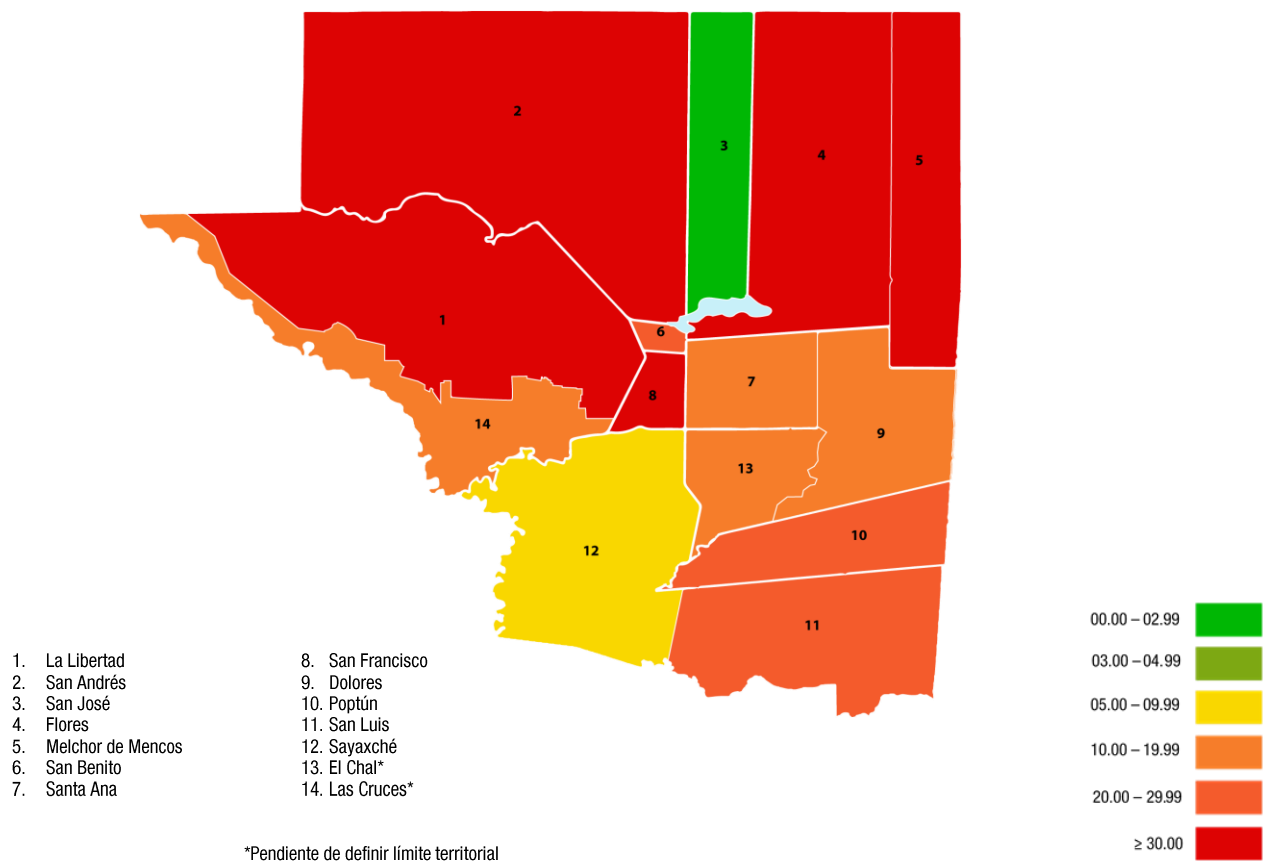 2
3
4
5
1
6
7
8
14
9
13
10
12
11
1. La Libertad
2. San Andrés
3. San José
4. Flores
5. Melchor de Mencos
6. San Benito
7. Santa Ana
8. San Francisco
9. Dolores
10. Poptún
11. San Luis
12. Sayaxché
13. El Chal*
14. Las Cruces*
*Pendiente de definir límite territorial
00.00 – 02.99
03.00 – 04.99
05.00 – 09.99
10.00 – 19.99
20.00 – 29.99
≥ 30.00